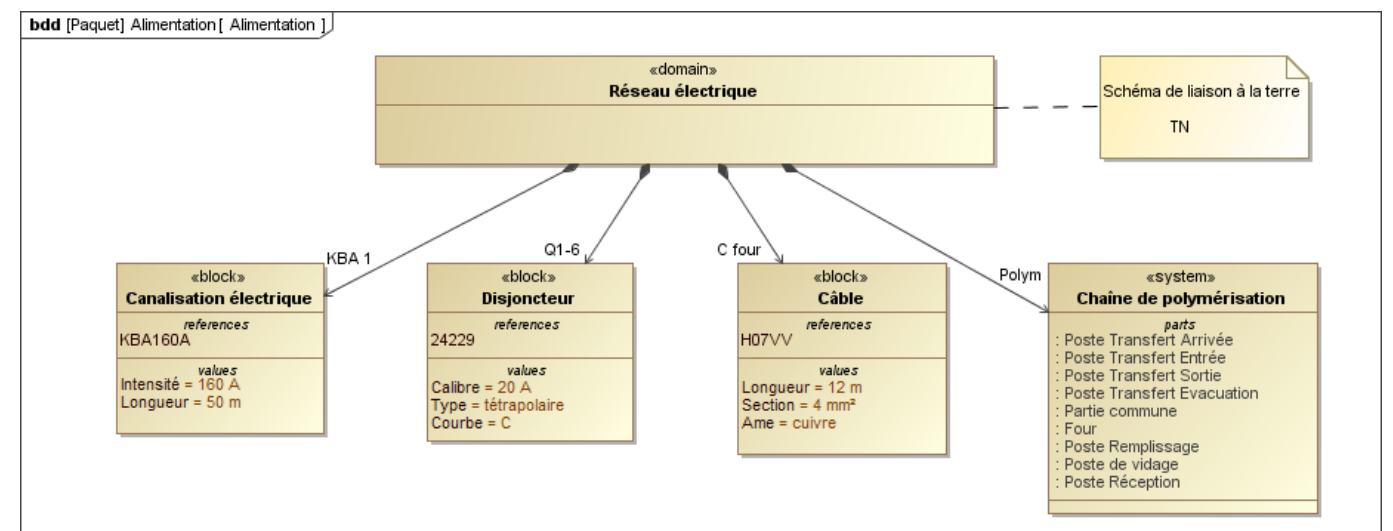 bdd [Paquet] Alimentation [ Alimentation ]
«domain»
Réseau électrique
Schéma de liaison à la terre
TN
KBA 1
Q1-6
C four
Polym
«block»
Canalisation électrique
references
KBA160A
values
Intensité = 160 A
Longueur = 50 m
«block»
Disjoncteur
references
24229
values
Calibre = 20 A
Type = tétrapolaire
Courbe = C
«block»
Câble
references
H07VV
values
Longueur = 12 m
Section = 4 mm²
Ame = cuivre
«system»
Chaîne de polymérisation
parts
: Poste Transfert Arrivée
: Poste Transfert Entrée
: Poste Transfert Sortie
: Poste Transfert Evacuation
: Partie commune
: Four
: Poste Remplissage
: Poste de vidage
: Poste Réception